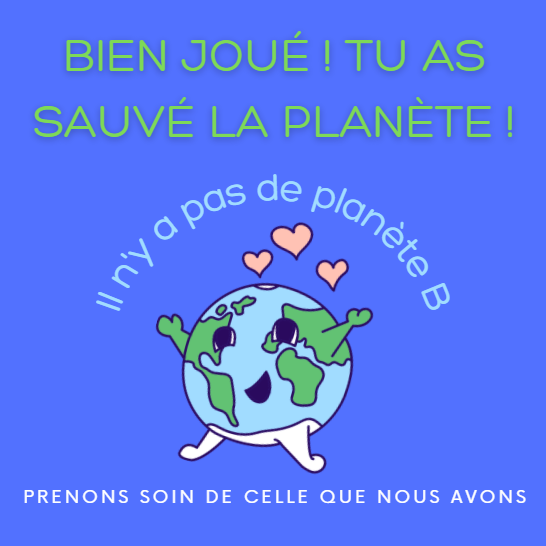 BIEN JOUÉ ! TU AS
SAUVÉ LA PLANÈTE !
Il n'y a pas de planète B
PRENONS SOIN DE CELLE QUE NOUS AVONS